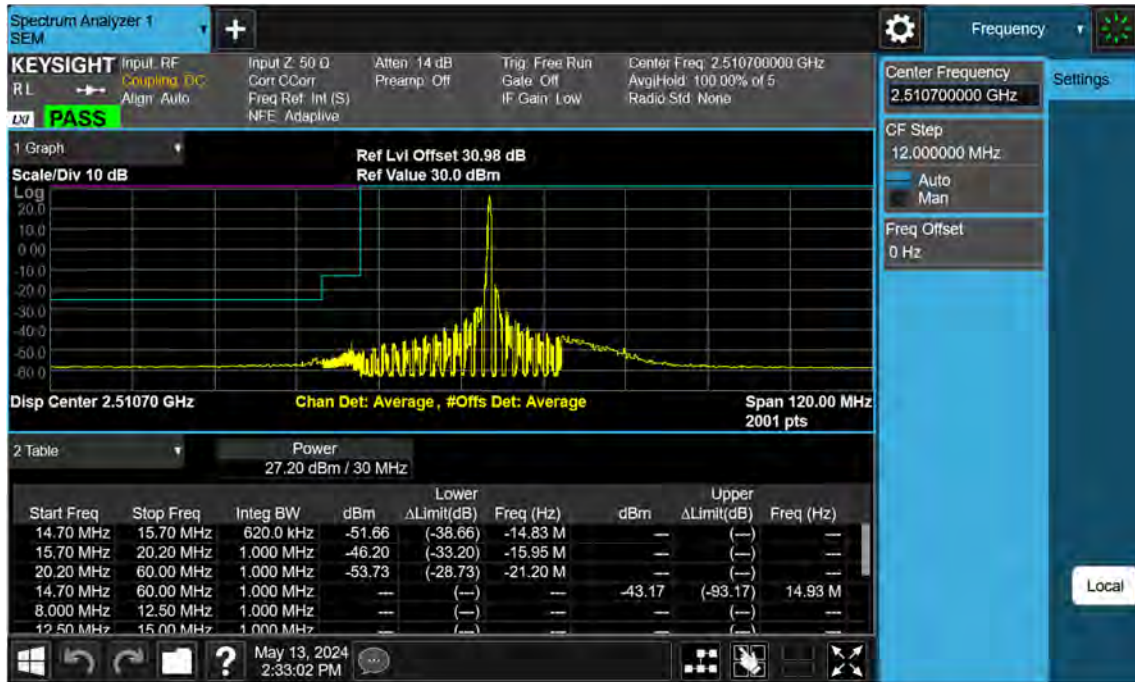 Spectrum Analyzer 1
SEM
Frequency
KEYSIGHT
R L
LXI
PASS
Input: RF
Coupling: DC
Align: Auto
Input Z: 50 Ω
Corr CCorr
Freq Ref: Int (S)
NFE: Adaptive
Atten: 14 dB
Preamp: Off
Trig: Free Run
Gate: Off
IF Gain: Low
Center Freq: 2.510700000 GHz
Avg|Hold: 100.00% of 5
Radio Std: None
Center Frequency
2.510700000 GHz
Settings
CF Step
12.000000 MHz
Auto
Man
Freq Offset
0 Hz
Local
1 Graph
Scale/Div 10 dB
Ref Lvl Offset 30.98 dB
Ref Value 30.0 dBm
Log
20.0
10.0
0.00
-10.0
-20.0
-30.0
-40.0
-50.0
-60.0
Disp Center 2.51070 GHz
Chan Det: Average, #Offs Det: Average
Span 120.00 MHz
2001 pts
2 Table
Power
27.20 dBm / 30 MHz
Lower Upper
Start Freq Stop Freq Integ BW dBm ΔLimit(dB) Freq (Hz) dBm ΔLimit(dB) Freq (Hz)
14.70 MHz 15.70 MHz 620.0 kHz -51.66 (-38.66) -14.83 M --- (---) ---
15.70 MHz 20.20 MHz 1.000 MHz -46.20 (-33.20) -15.95 M --- (---) ---
20.20 MHz 60.00 MHz 1.000 MHz -53.73 (-28.73) -21.20 M --- (---) ---
14.70 MHz 60.00 MHz 1.000 MHz --- (---) --- -43.17 (-93.17) 14.93 M
8.000 MHz 12.50 MHz 1.000 MHz --- (---) --- --- (---) ---
12.50 MHz 15.00 MHz 1.000 MHz --- (---) --- --- (---) ---
?
May 13, 2024
2:33:02 PM